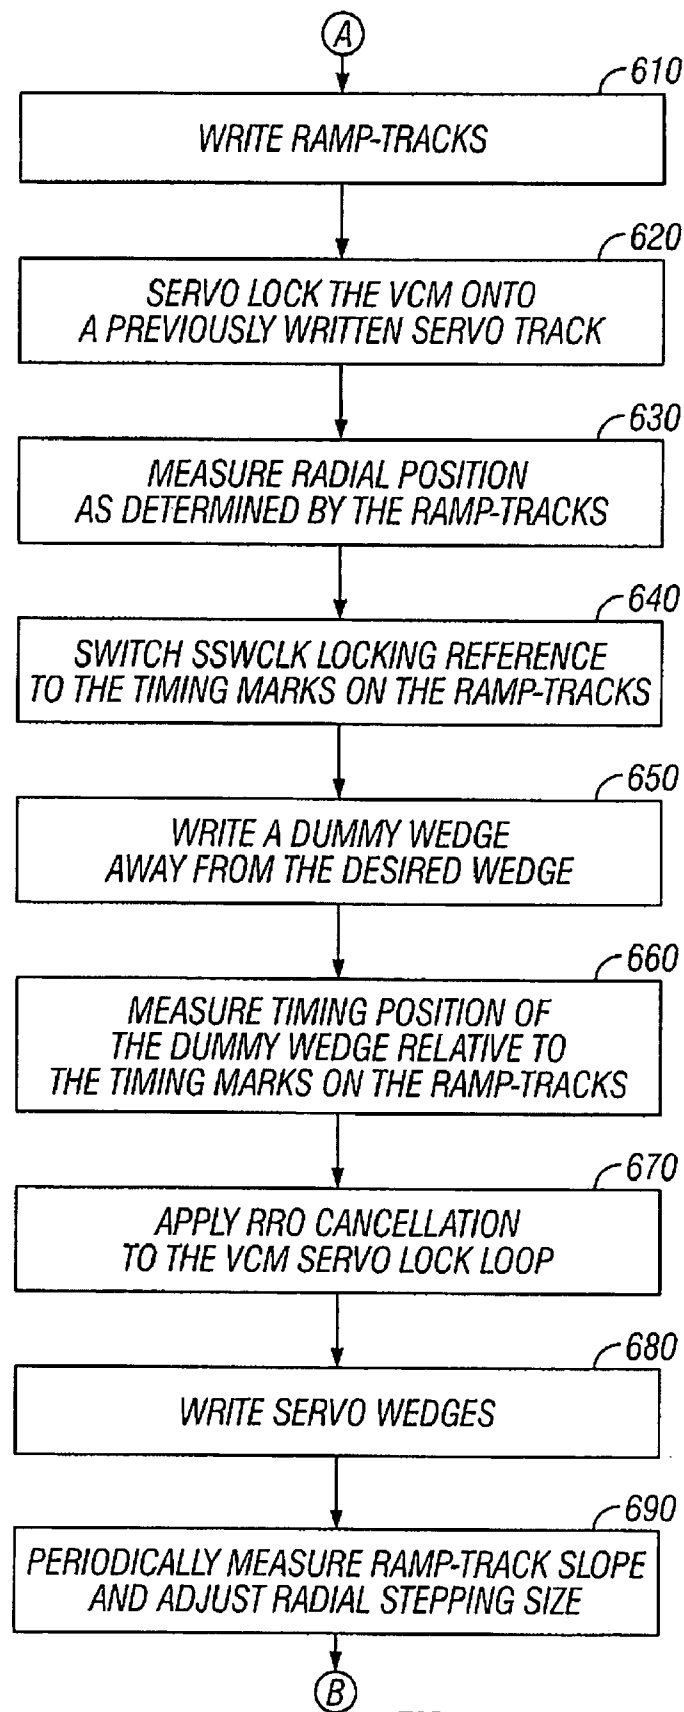 A
610
WRITE RAMP-TRACKS
620
SERVO LOCK THE VCM ONTO
A PREVIOUSLY WRITTEN SERVO TRACK
630
MEASURE RADIAL POSITION
AS DETERMINED BY THE RAMP-TRACKS
640
SWITCH SSWCLK LOCKING REFERENCE
TO THE TIMING MARKS ON THE RAMP-TRACKS
650
WRITE A DUMMY WEDGE
AWAY FROM THE DESIRED WEDGE
660
MEASURE TIMING POSITION OF
THE DUMMY WEDGE RELATIVE TO
THE TIMING MARKS ON THE RAMP-TRACKS
670
APPLY RRO CANCELLATION
TO THE VCM SERVO LOCK LOOP
680
WRITE SERVO WEDGES
690
PERIODICALLY MEASURE RAMP-TRACK SLOPE
AND ADJUST RADIAL STEPPING SIZE
B